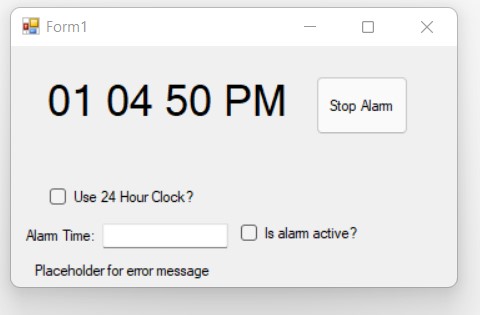 Form1
01 04 50 PM
Stop Alarm
Use 24 Hour Clock?
Alarm Time:
Is alarm active?
Placeholder for error message